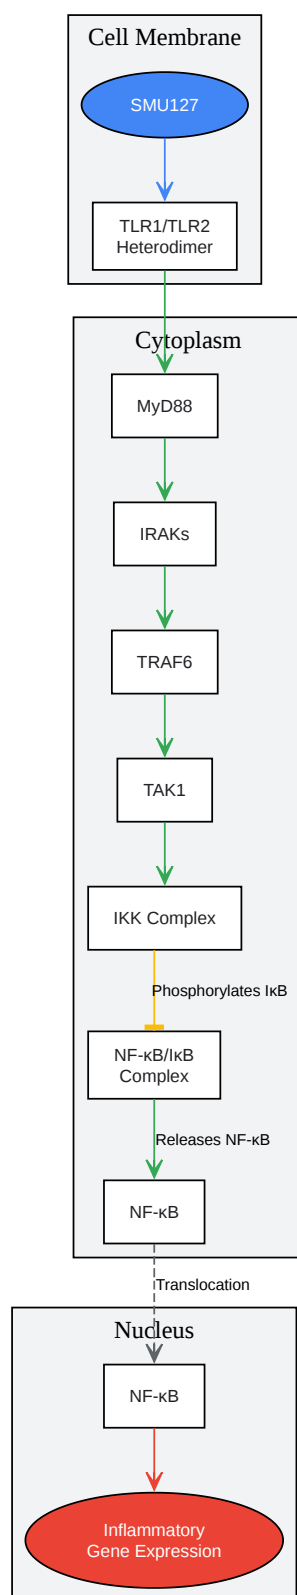 Cell Membrane
SMU127
TLR1/TLR2
Heterodimer
Cytoplasm
MyD88
IRAKs
TRAF6
TAK1
IKK Complex
Phosphorylates IκB
NF-κB/IκB
Complex
Releases NF-κB
NF-κB
Translocation
Nucleus
NF-κB
Inflammatory
Gene Expression